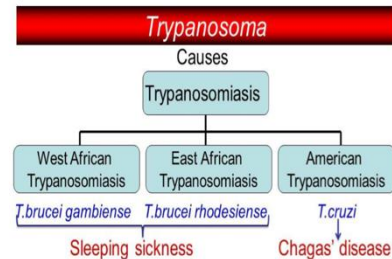 Trypanosoma
Causes
Trypanosomiasis
West African Trypanosomiasis
East African Trypanosomiasis
American Trypanosomiasis
T.brucei gambiense
T.brucei rhodesiense
T.cruzi
Sleeping sickness
Chagas' disease